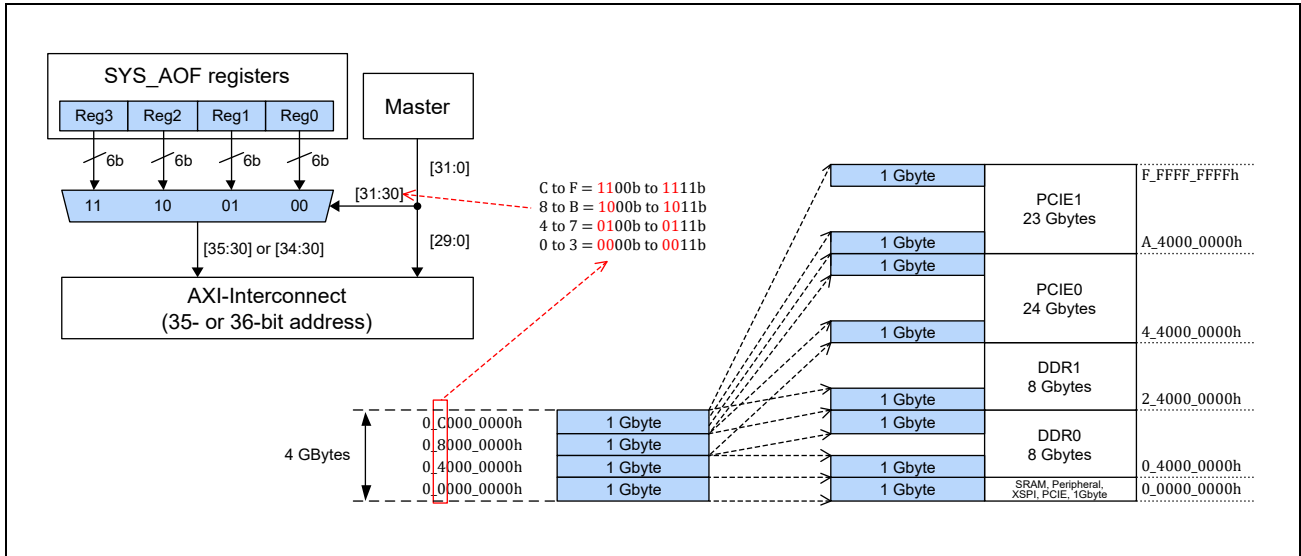 SYS_AOF registers
Reg3 Reg2 Reg1 Reg0
Master
6b 6b 6b 6b
[31:0]
[31:30]
11 10 01 00
[35:30] or [34:30]
[29:0]
AXI-Interconnect
(35- or 36-bit address)
C to F = 1100b to 1111b
8 to B = 1000b to 1011b
4 to 7 = 0100b to 0111b
0 to 3 = 0000b to 0011b
4 GBytes
0_C000_0000h
0_8000_0000h
0_4000_0000h
0_0000_0000h
1 Gbyte
1 Gbyte
1 Gbyte
1 Gbyte
1 Gbyte
1 Gbyte
1 Gbyte
1 Gbyte
1 Gbyte
1 Gbyte
1 Gbyte
1 Gbyte
PCIE1
23 Gbytes
PCIE0
24 Gbytes
DDR1
8 Gbytes
DDR0
8 Gbytes
SRAM, Peripheral,
XSPI, PCIE, 1Gbyte
F_FFFF_FFFFh
A_4000_0000h
4_4000_0000h
2_4000_0000h
0_4000_0000h
0_0000_0000h